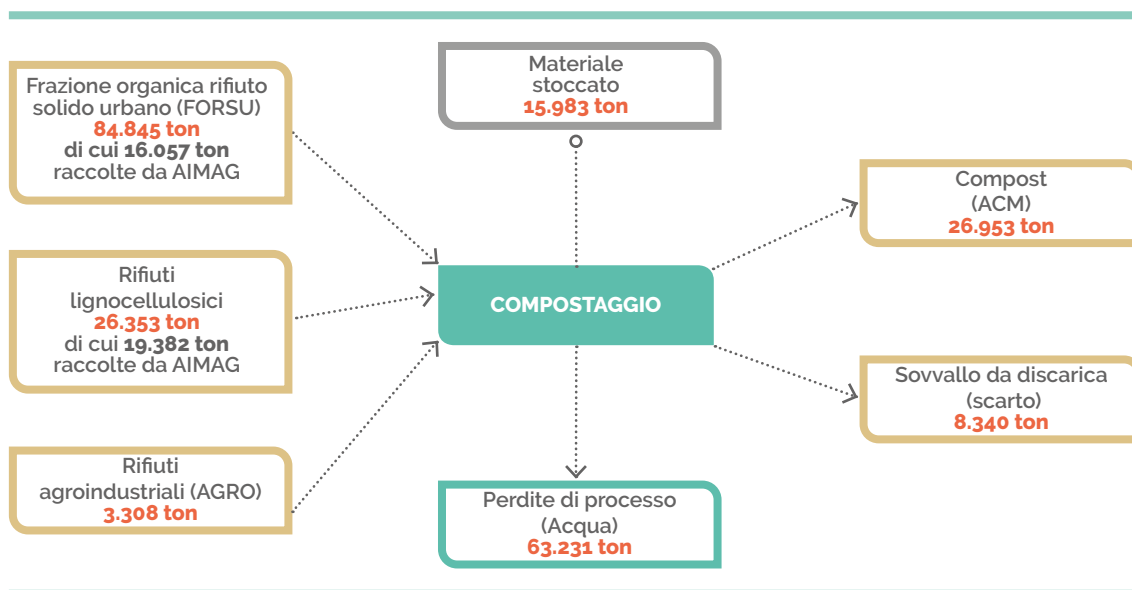 Frazione organica rifiuto
solido urbano (FORSU)
84.845 ton
di cui 16.057 ton
raccolte da AIMAG
Rifiuti
lignocellulosici
26.353 ton
di cui 19.382 ton
raccolte da AIMAG
Rifiuti
agroindustriali (AGRO)
3.308 ton
Materiale
stoccato
15.983 ton
COMPOSTAGGIO
Perdite di processo
(Acqua)
63.231 ton
Compost
(ACM)
26.953 ton
Sovvallo da discarica
(scarto)
8.340 ton